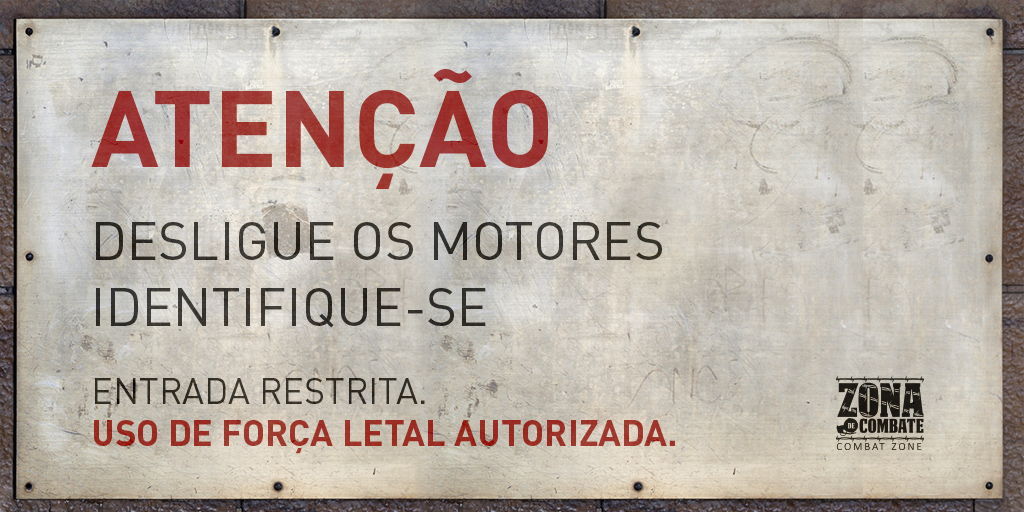 ATENÇÃO
DESLIGUE OS MOTORES
IDENTIFIQUE-SE
ENTRADA RESTRITA.
USO DE FORÇA LETAL AUTORIZADA.
ZONA
DE COMBATE
COMBAT ZONE